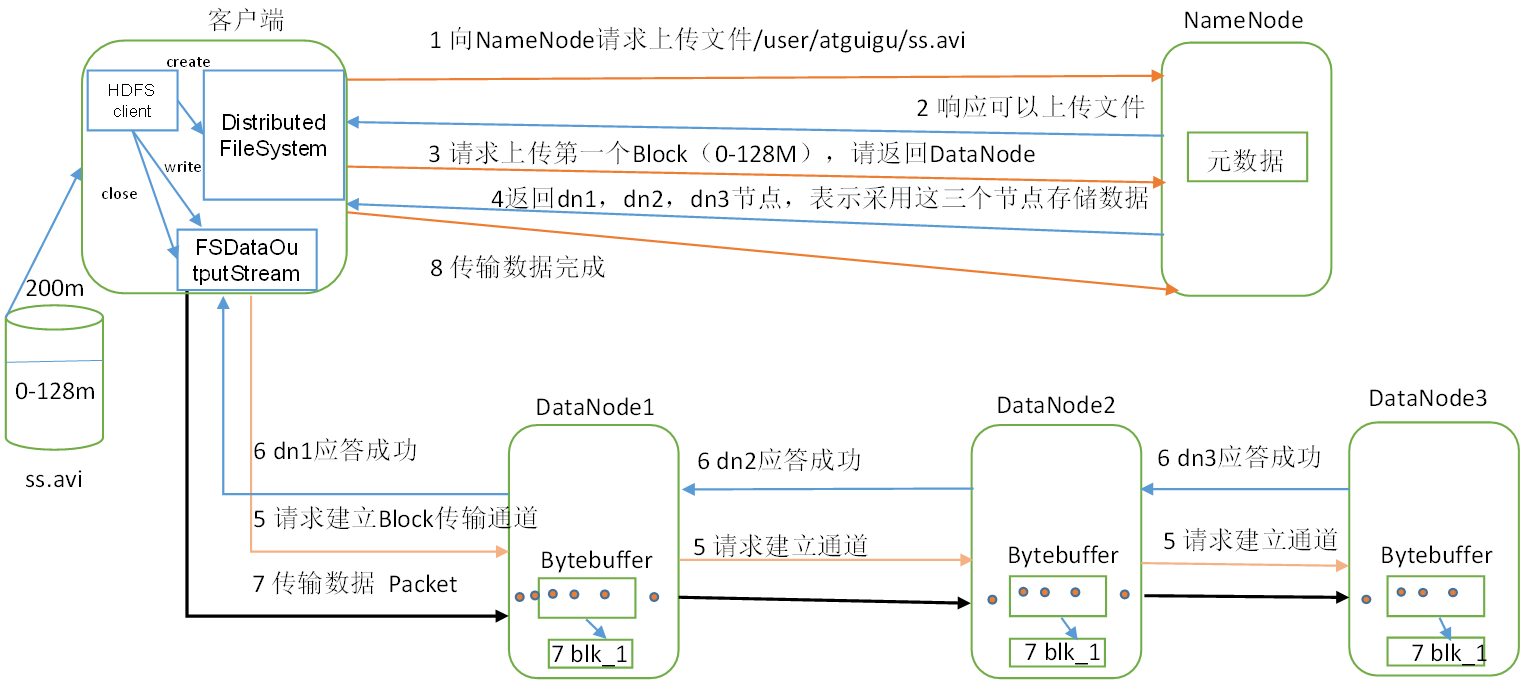 客户端
NameNode
1 向NameNode请求上传文件/user/atguigu/ss.avi
create
HDFS
client
Distributed
FileSystem
2 响应可以上传文件
3 请求上传第一个Block（0-128M），请返回DataNode
元数据
write
close
4返回dn1，dn2，dn3节点，表示采用这三个节点存储数据
FSDataOu
tputStream
8 传输数据完成
200m
0-128m
ss.avi
DataNode1
DataNode2
DataNode3
6 dn1应答成功
6 dn2应答成功
6 dn3应答成功
5 请求建立Block传输通道
5 请求建立通道
5 请求建立通道
Bytebuffer
Bytebuffer
Bytebuffer
7 传输数据 Packet
7 blk_1
7 blk_1
7 blk_1